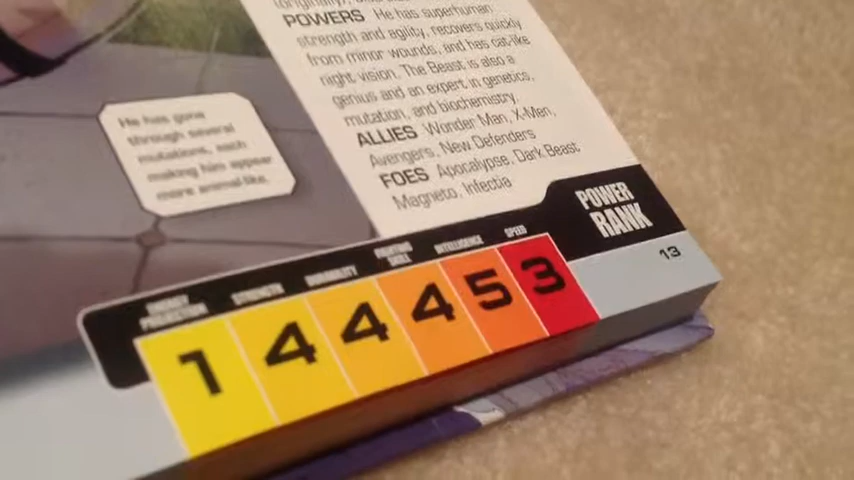 (originally),
POWERS He has superhuman
strength and agility, recovers quickly
from minor wounds, and has cat-like
night vision. The Beast is also a
genius and an expert in genetics,
mutation, and biochemistry.
ALLIES Wonder Man, X-Men,
Avengers, New Defenders
FOES Apocalypse, Dark Beast
Magneto, Infectia
He has gone
through several
mutations, each
making him appear
more animal-like.
POWER
RANK
ENERGY
PROJECTION
STRENGTH
DURABILITY
FIGHTING
SKILL
INTELLIGENCE
SPEED
1 4 4 4 5 3
13